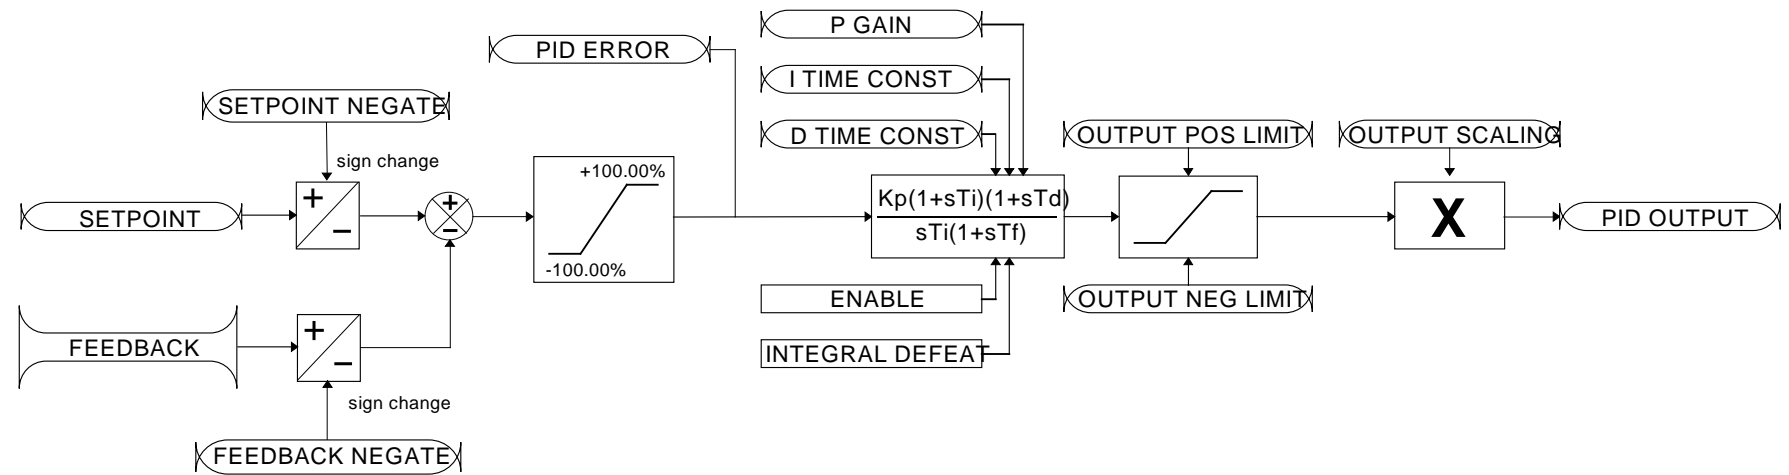 P GAIN
PID ERROR
I TIME CONST
SETPOINT NEGATE
D TIME CONST
OUTPUT POS LIMIT
OUTPUT SCALING
sign change
+100.00%
+
-
SETPOINT
+
-
Kp(1+sTi)(1+sTd)
sTi(1+sTf)
X
PID OUTPUT
-100.00%
ENABLE
OUTPUT NEG LIMIT
FEEDBACK
+
-
INTEGRAL DEFEAT
sign change
FEEDBACK NEGATE